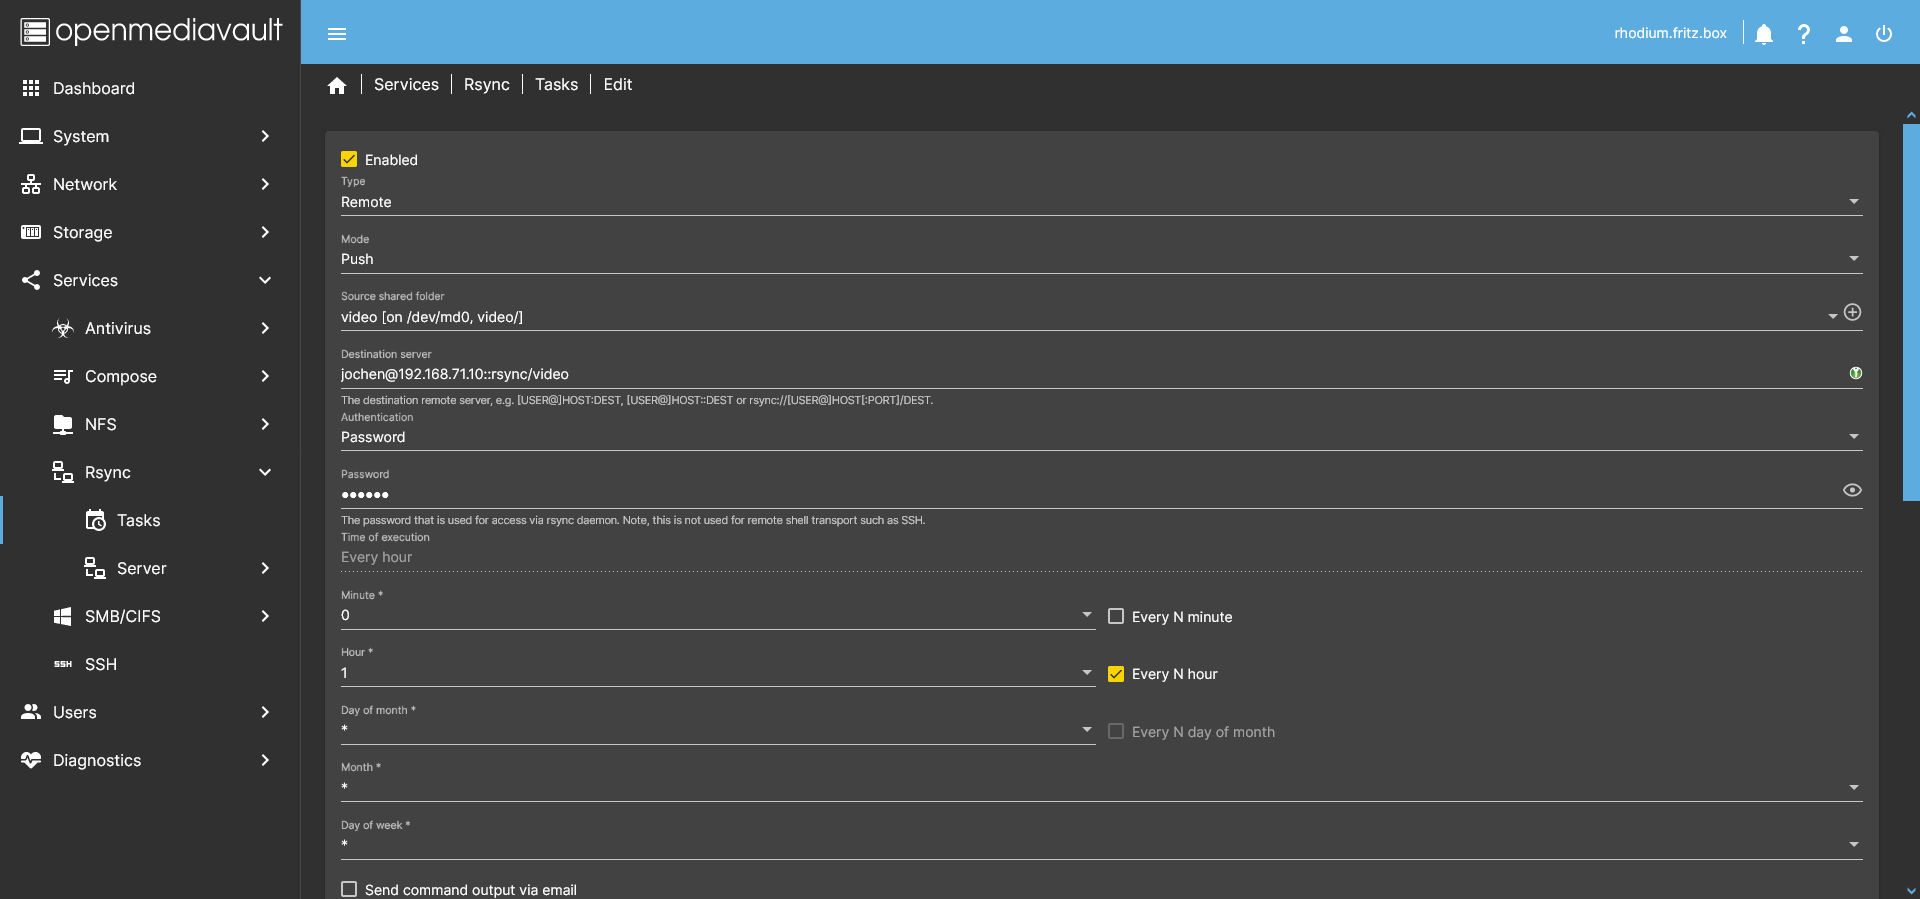 openmediavault
rhodium.fritz.box
Dashboard
System
Network
Storage
Services
Antivirus
Compose
NFS
Rsync
Tasks
Server
SMB/CIFS
SSH SSH
Users
Diagnostics
Services | Rsync | Tasks | Edit
Enabled
Type
Remote
Mode
Push
Source shared folder
video [on /dev/md0, video/]
Destination server
jochen@192.168.71.10::rsync/video
The destination remote server, e.g. [USER@]HOST:DEST, [USER@]HOST::DEST or rsync://[USER@]HOST[:PORT]/DEST.
Authentication
Password
Password
••••••
The password that is used for access via rsync daemon. Note, this is not used for remote shell transport such as SSH.
Time of execution
Every hour
Minute *
0
Every N minute
Hour *
1
Every N hour
Day of month *
*
Every N day of month
Month *
*
Day of week *
*
Send command output via email